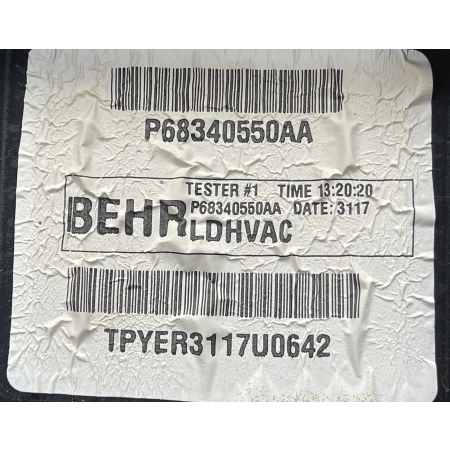 P68340550AA
TESTER #1 TIME 13:20:20
P68340550AA DATE: 3117
BEHR LDHVAC
TPYER3117U0642